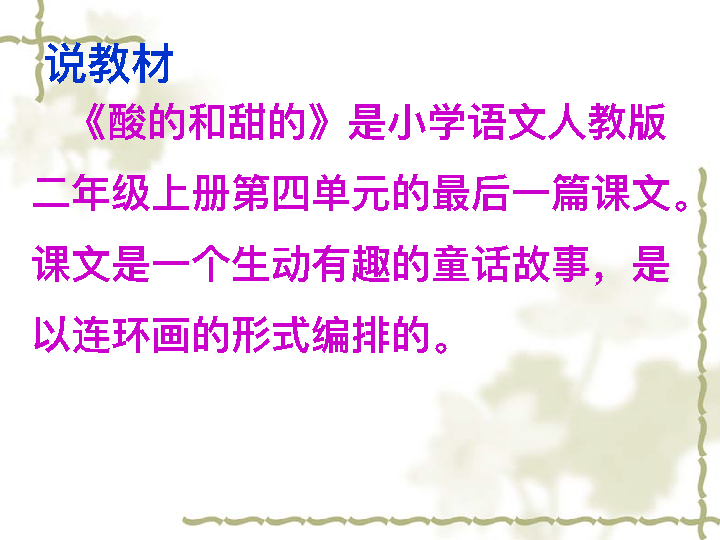 说教材
《酸的和甜的》是小学语文人教版
二年级上册第四单元的最后一篇课文。
课文是一个生动有趣的童话故事，是
以连环画的形式编排的。